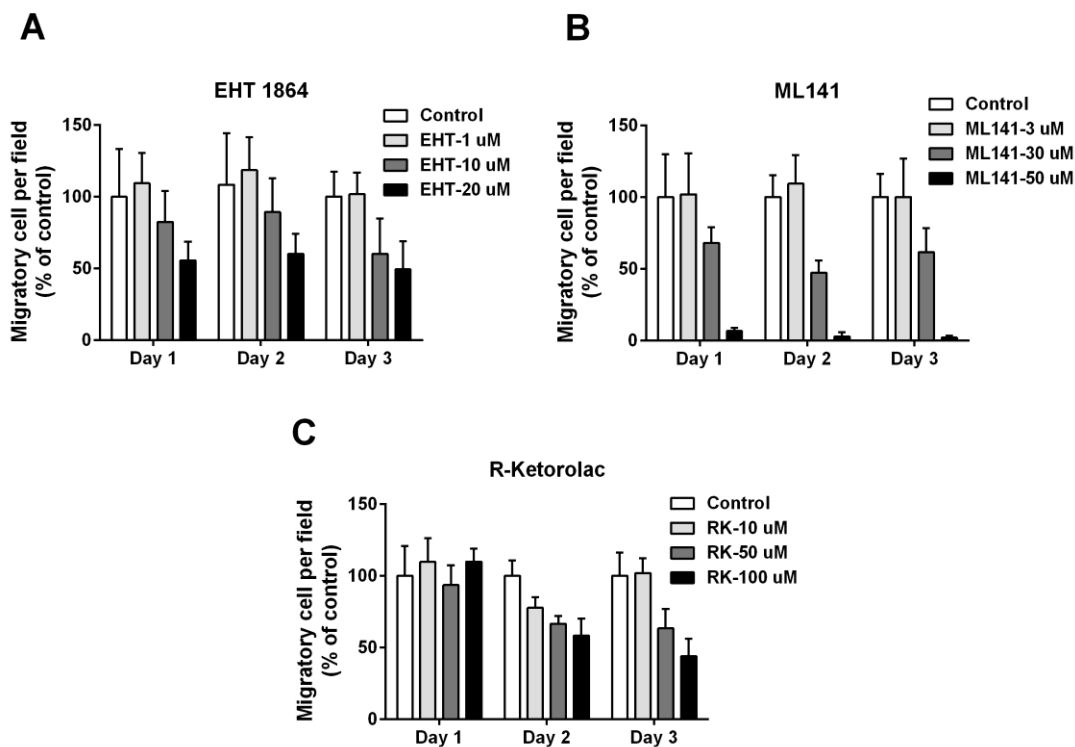 A
EHT 1864
Migratory cell per field
(% of control)
150
100
50
0
Day 1
Day 2
Day 3
Control
EHT-1 uM
EHT-10 uM
EHT-20 uM
B
ML141
Migratory cell per field
(% of control)
150
100
50
0
Day 1
Day 2
Day 3
Control
ML141-3 uM
ML141-30 uM
ML141-50 uM
C
R-Ketorolac
Migratory cell per field
(% of control)
150
100
50
0
Day 1
Day 2
Day 3
Control
RK-10 uM
RK-50 uM
RK-100 uM